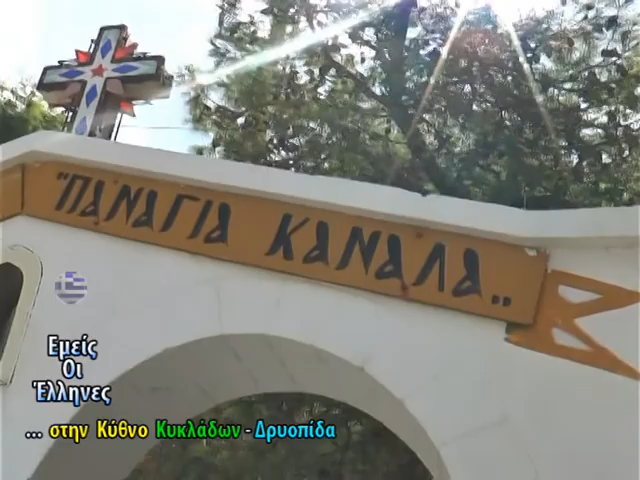 "ΠΑΝΑΓΙΑ ΚΑΝΑΛΑ..
Εμείς
Οι
Έλληνες
... στην Κύθνο Κυκλάδων - Δρυοπίδα